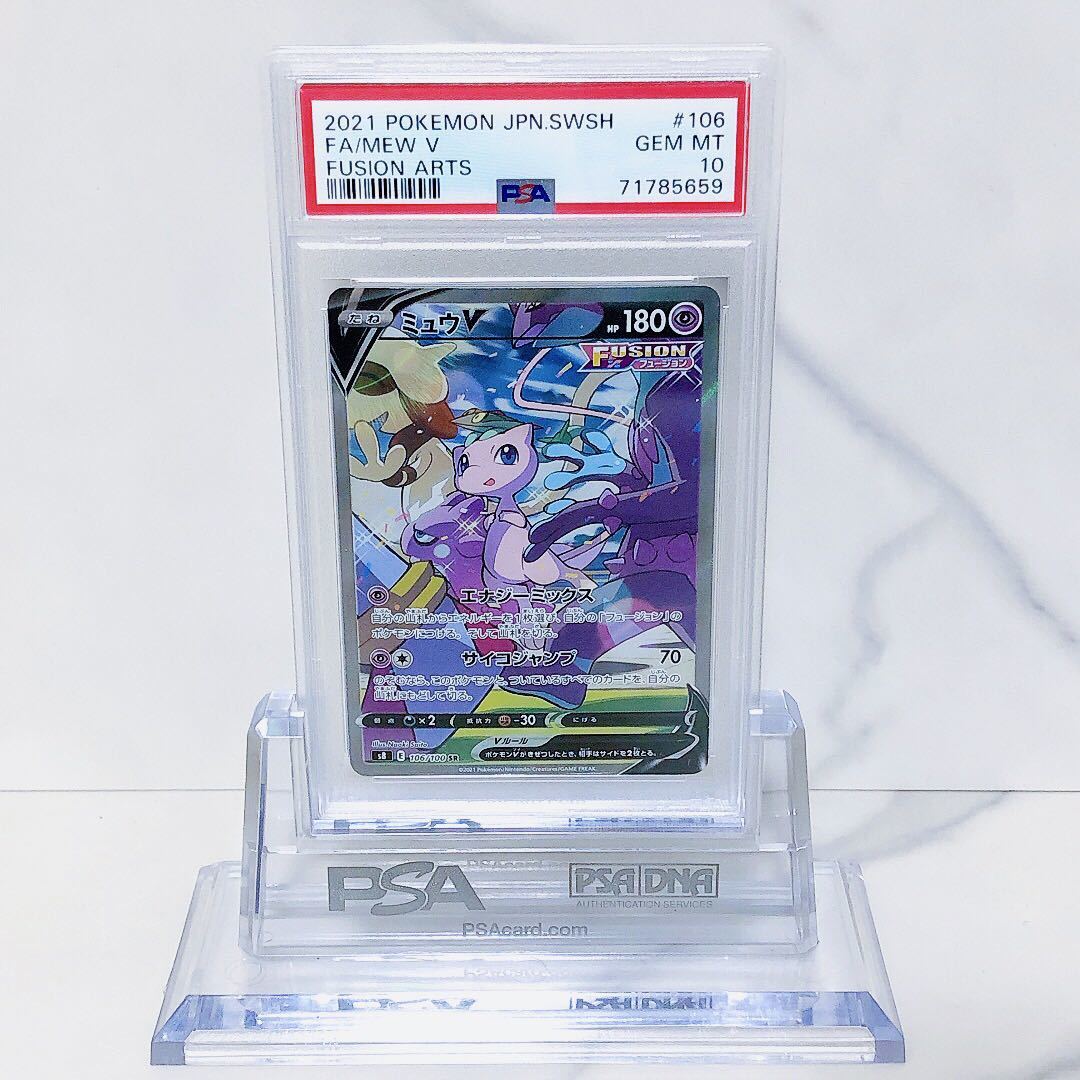 2021 POKEMON JPN.SWSH #106
FA/MEW V GEM MT
FUSION ARTS 10
PSA 71785659
たね ミュウV HP 180
FUSION
フュージョン
エナジーミックス
自分の山札からエネルギーを1枚選び、自分の「フュージョン」の
ポケモンにつける。そして山札を切る。
サイコジャンプ 70
のぞむなら、このポケモンと、ついているすべてのカードを、自分の
山札にもどして切る。
弱点 ×2 抵抗力 -30 にげる
Vルール
ポケモンVがきぜつしたとき、相手はサイドを2枚とる。
Illus. Naoki Saito
s8 E 106/100 SR
©2021 Pokémon/Nintendo/Creatures/GAME FREAK.
PSA PSA DNA
AUTHENTICATION SERVICES
PSAcard.com